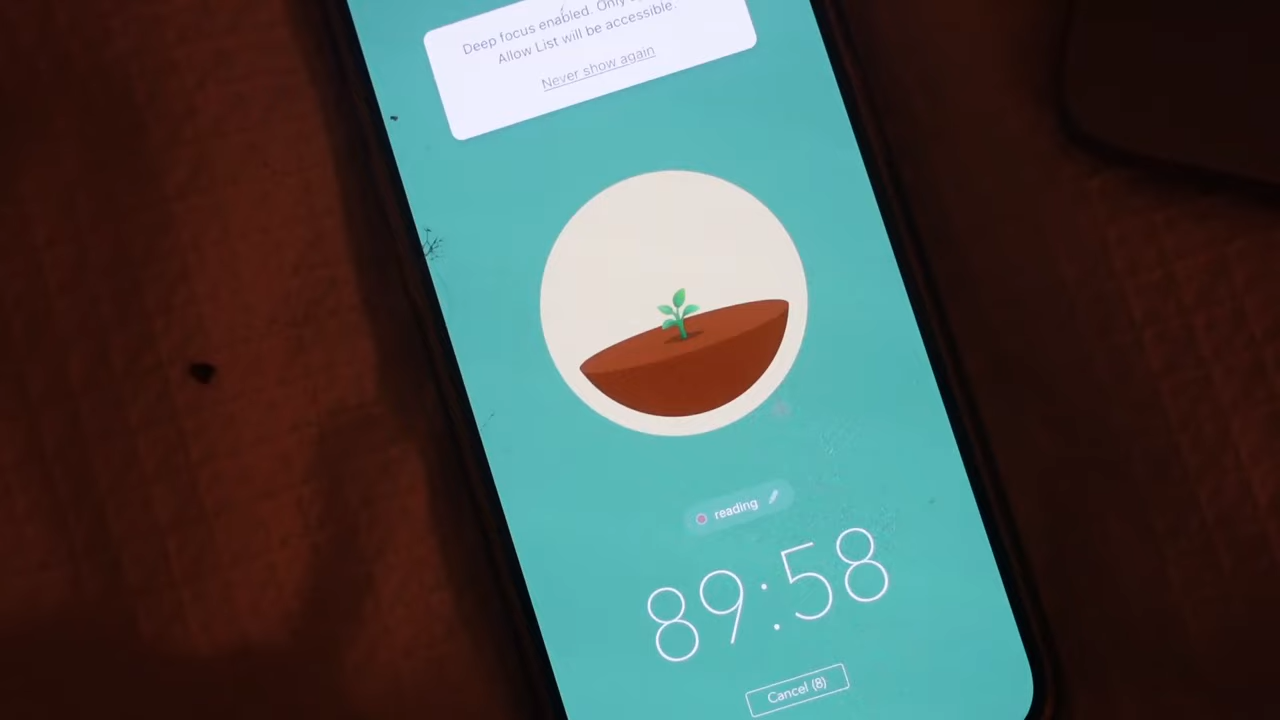 Deep focus enabled. Only
Allow List will be accessible.
Never show again
reading
89:58
Cancel (8)